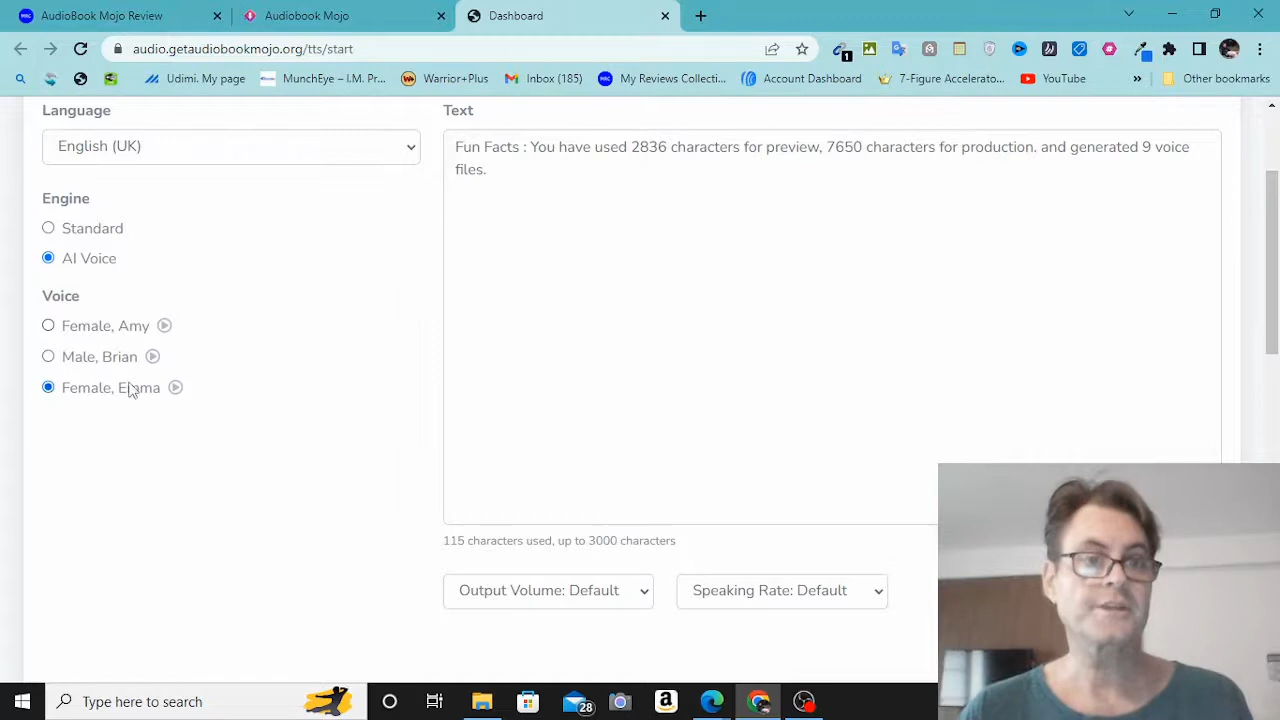 AudioBook Mojo Review
Audiobook Mojo
Dashboard
audio.getaudiobookmojo.org/tts/start
1
Udimi. My page
MunchEye – I.M. Pr...
Warrior+Plus
Inbox (185)
My Reviews Collecti...
Account Dashboard
7-Figure Accelerato...
YouTube
Other bookmarks
Language
English (UK)
Engine
Standard
AI Voice
Voice
Female, Amy
Male, Brian
Female, Emma
Text
Fun Facts : You have used 2836 characters for preview, 7650 characters for production. and generated 9 voice
files.
115 characters used, up to 3000 characters
Output Volume: Default
Speaking Rate: Default
Type here to search
28